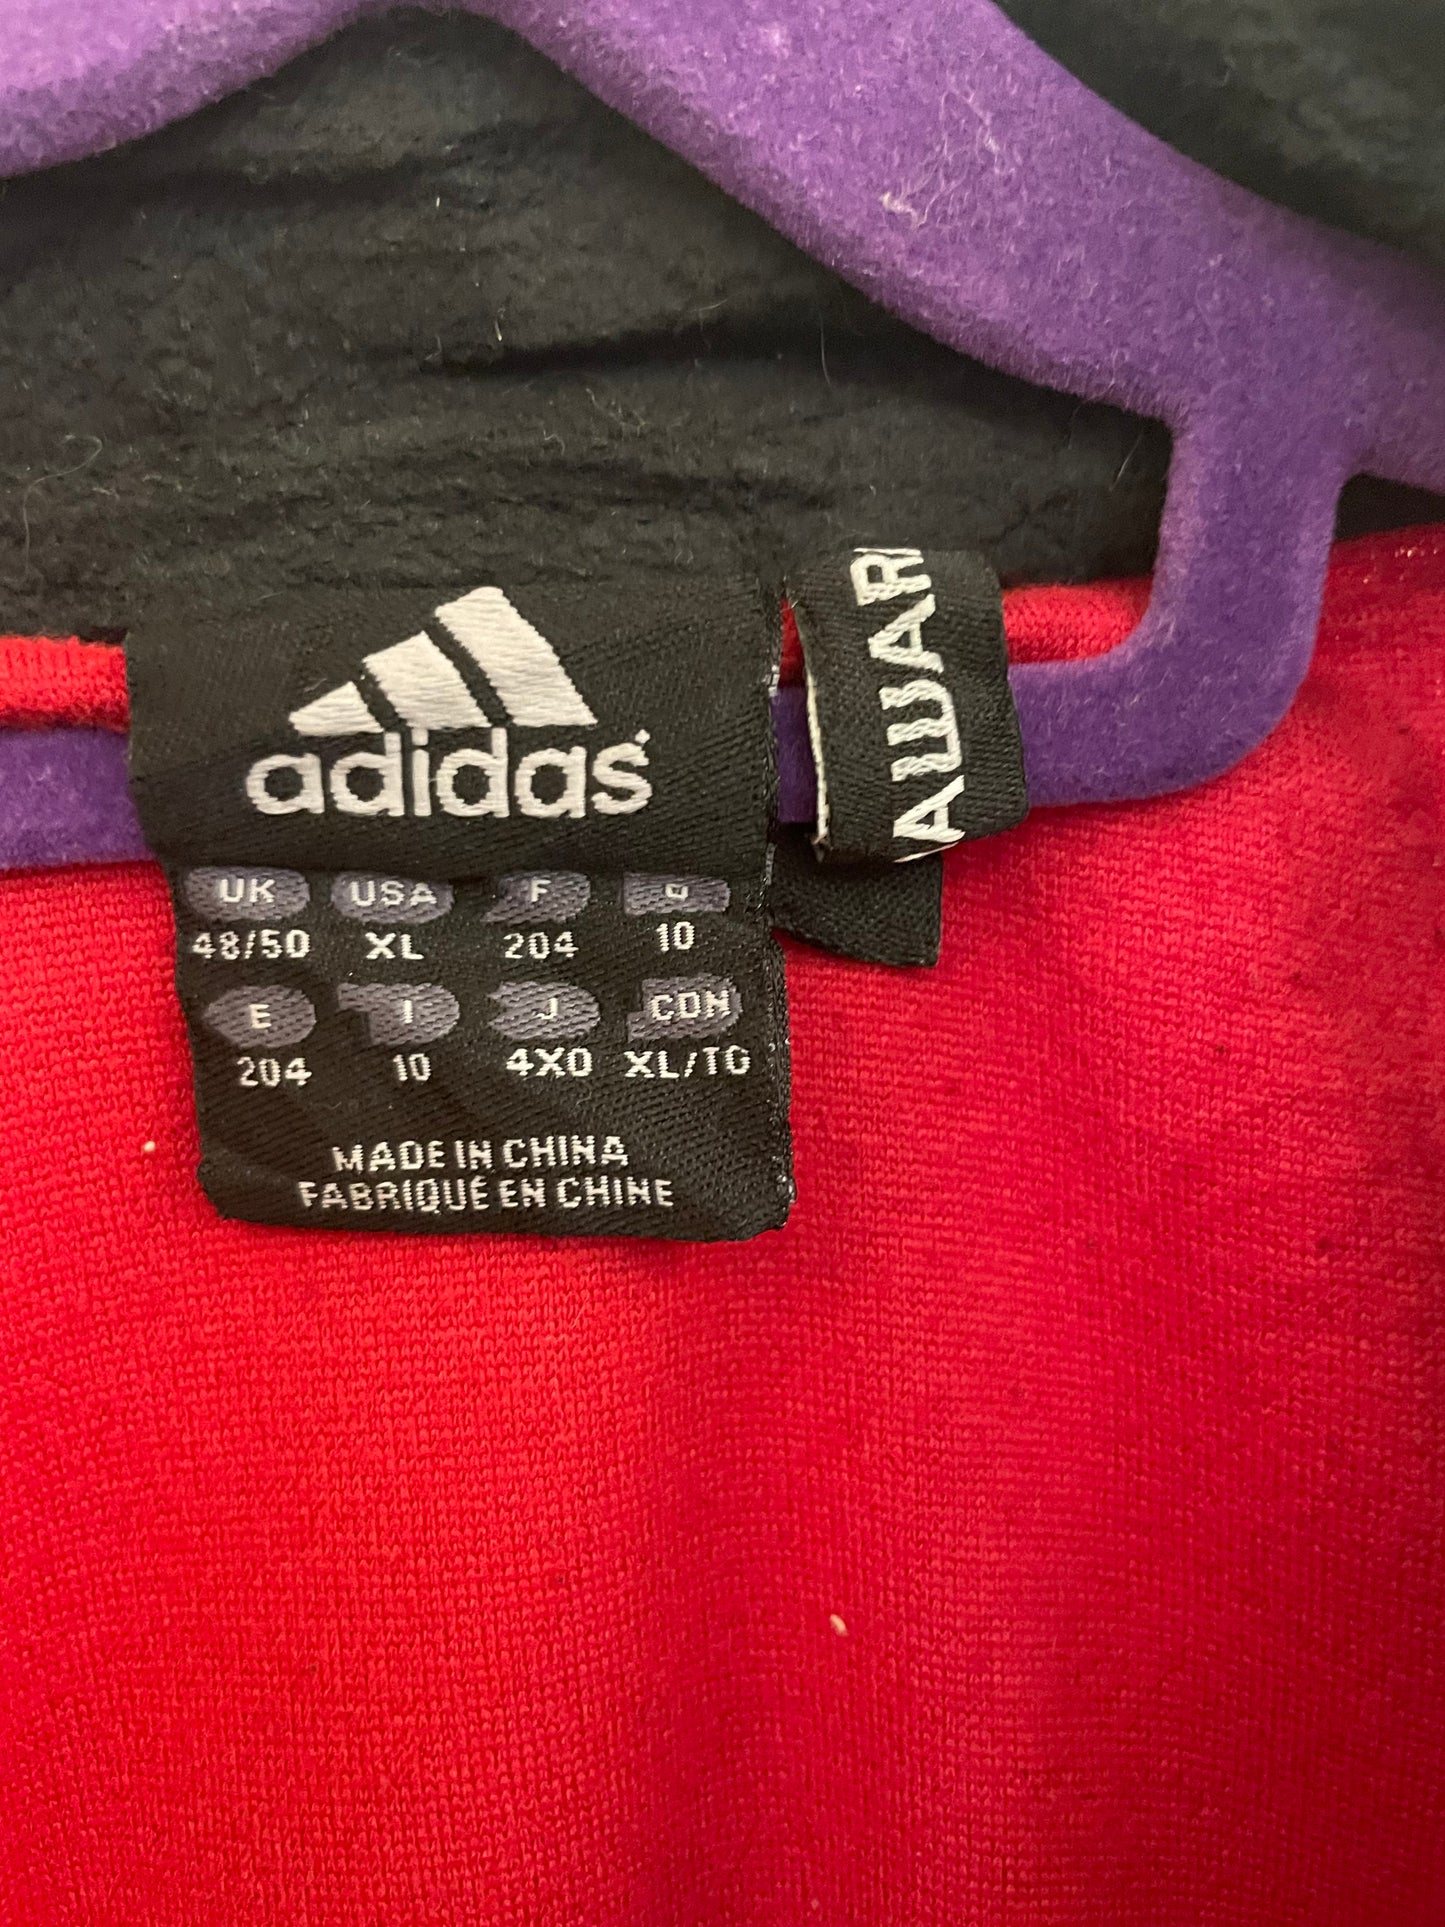 adidas
UK USA F D
48/50 XL 204 10
E I J CDN
204 10 4XO XL/TG
MADE IN CHINA
FABRIQUÉ EN CHINE